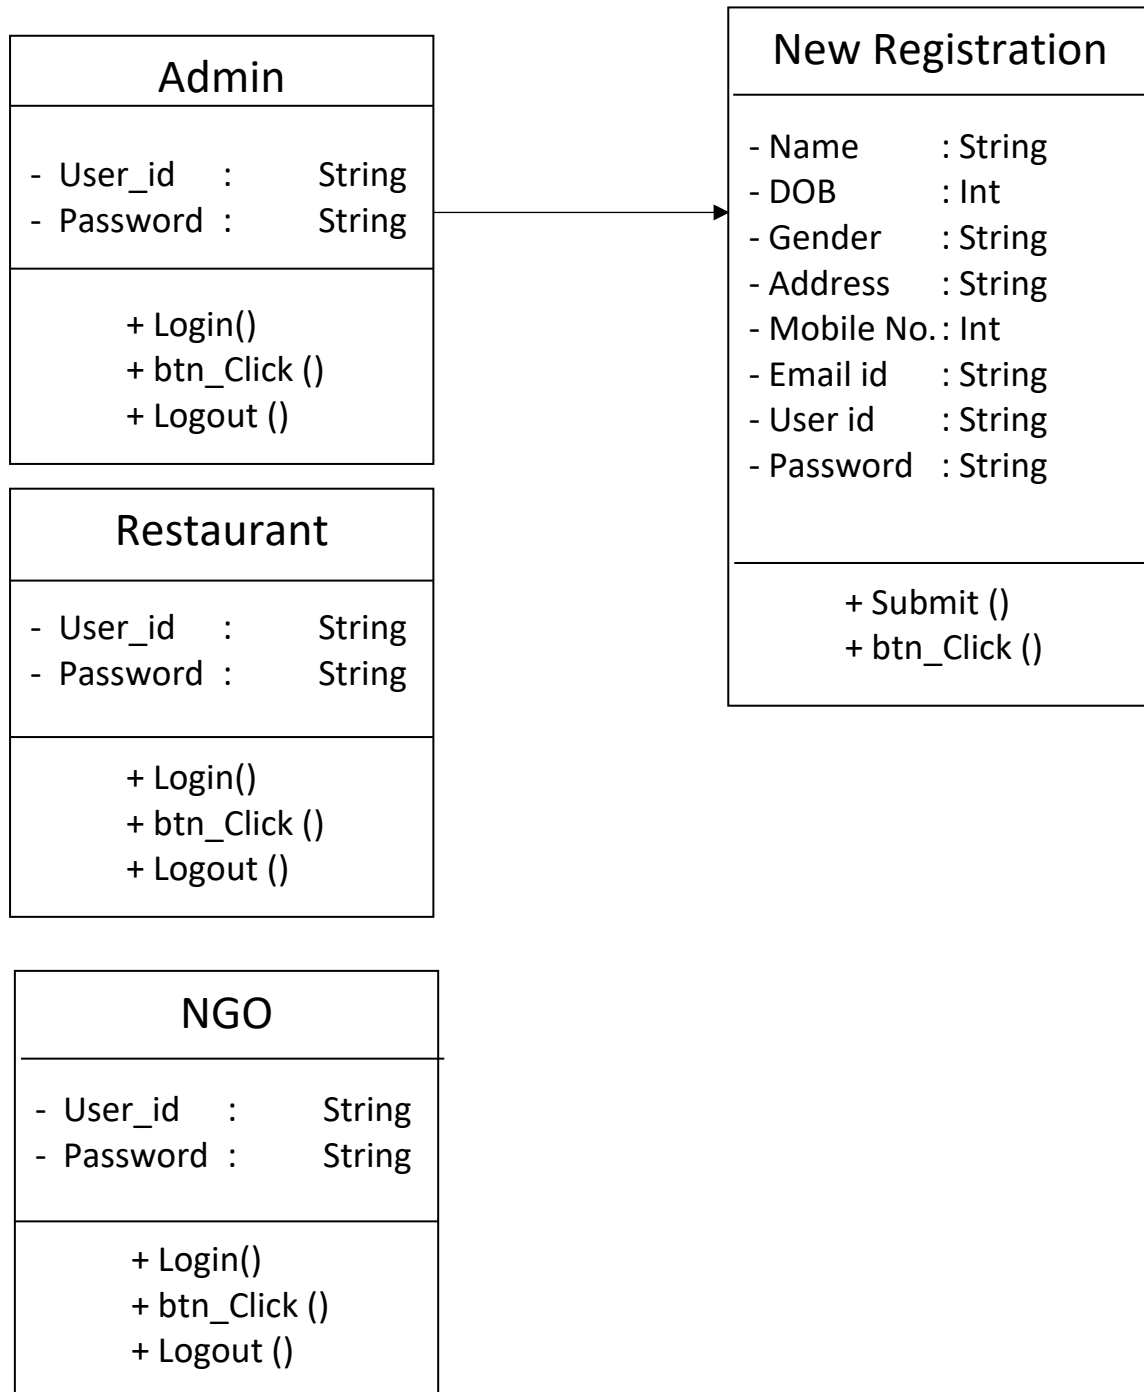 Admin
- User_id : String
- Password : String
+ Login()
+ btn_Click ()
+ Logout ()
New Registration
- Name : String
- DOB : Int
- Gender : String
- Address : String
- Mobile No. : Int
- Email id : String
- User id : String
- Password : String
+ Submit ()
+ btn_Click ()
Restaurant
- User_id : String
- Password : String
+ Login()
+ btn_Click ()
+ Logout ()
NGO
- User_id : String
- Password : String
+ Login()
+ btn_Click ()
+ Logout ()